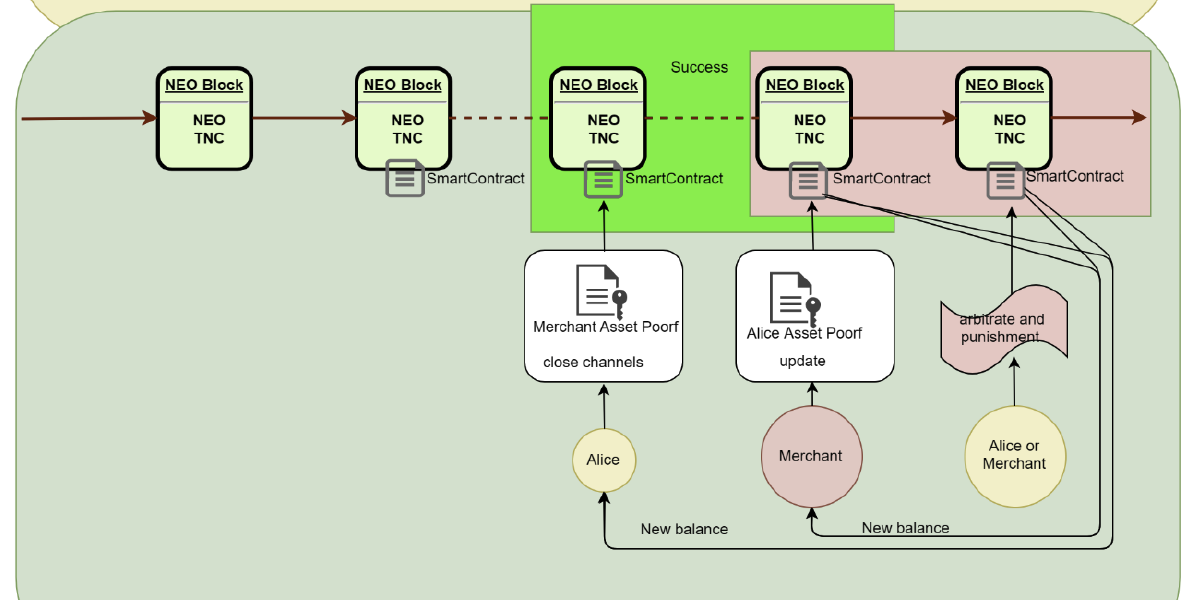 Success
NEO Block
NEO
TNC
NEO Block
NEO
TNC
SmartContract
NEO Block
NEO
TNC
SmartContract
NEO Block
NEO
TNC
SmartContract
NEO Block
NEO
TNC
SmartContract
Merchant Asset Poorf
close channels
Alice Asset Poorf
update
arbitrate and
punishment
Alice
Merchant
Alice or
Merchant
New balance
New balance